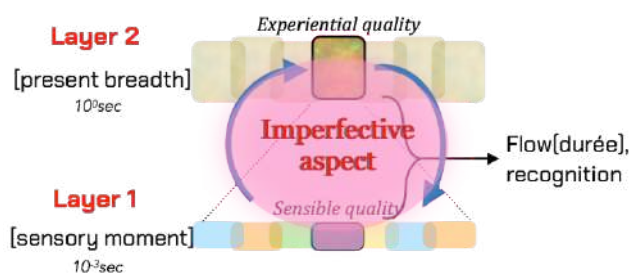 Experiential quality
Layer 2
[present breadth]
10⁰sec
Imperfective
aspect
Flow(durée),
recognition
Layer 1
Sensible quality
[sensory moment]
10⁻³sec